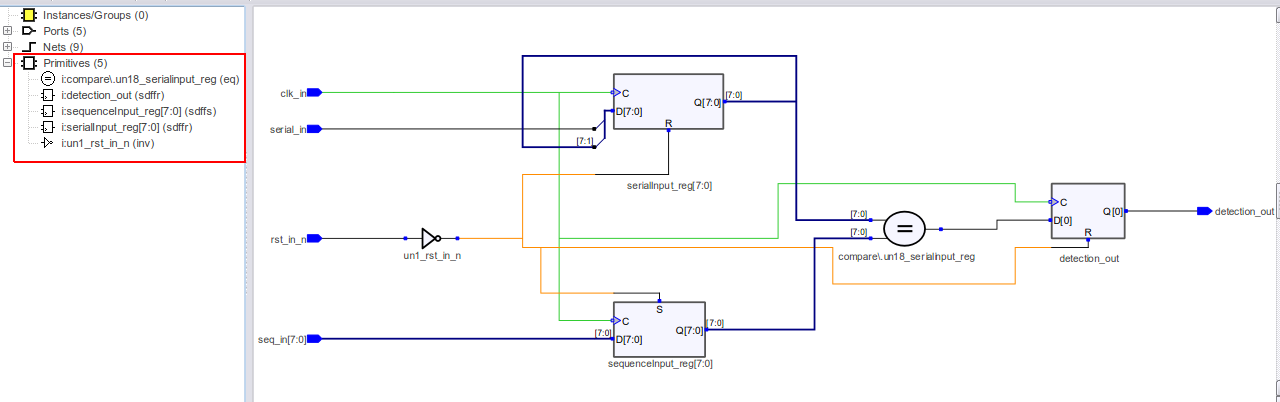 Instances/Groups (0)
Ports (5)
Nets (9)
Primitives (5)
i:compare\.un18_serialinput_reg (eq)
i:detection_out (sdffr)
i:sequenceInput_reg[7:0] (sdffs)
i:serialInput_reg[7:0] (sdffr)
i:un1_rst_in_n (inv)
clk_in
serial_in
[7:1]
C
D[7:0]
Q[7:0]
R
[7:0]
serialInput_reg[7:0]
rst_in_n
un1_rst_in_n
[7:0]
[7:0]
=
compare\.un18_serialinput_reg
C
D[0]
Q[0]
R
detection_out
detection_out
seq_in[7:0]
[7:0]
S
C
D[7:0]
Q[7:0]
[7:0]
sequenceInput_reg[7:0]